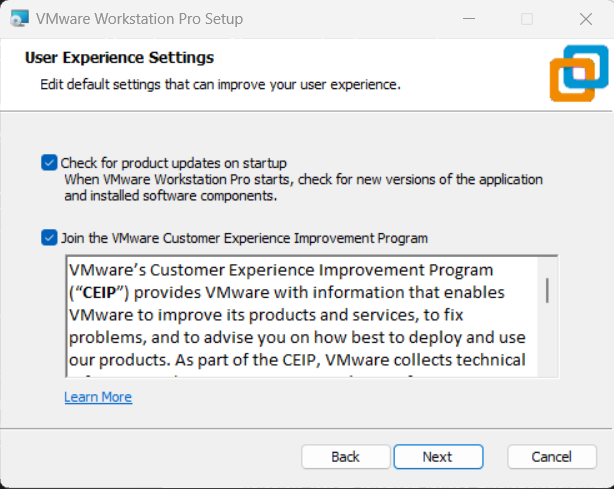 VMware Workstation Pro Setup
User Experience Settings
Edit default settings that can improve your user experience.
Check for product updates on startup
When VMware Workstation Pro starts, check for new versions of the application
and installed software components.
Join the VMware Customer Experience Improvement Program
VMware's Customer Experience Improvement Program
("CEIP") provides VMware with information that enables
VMware to improve its products and services, to fix
problems, and to advise you on how best to deploy and use
our products. As part of the CEIP, VMware collects technical
Learn More
Back
Next
Cancel